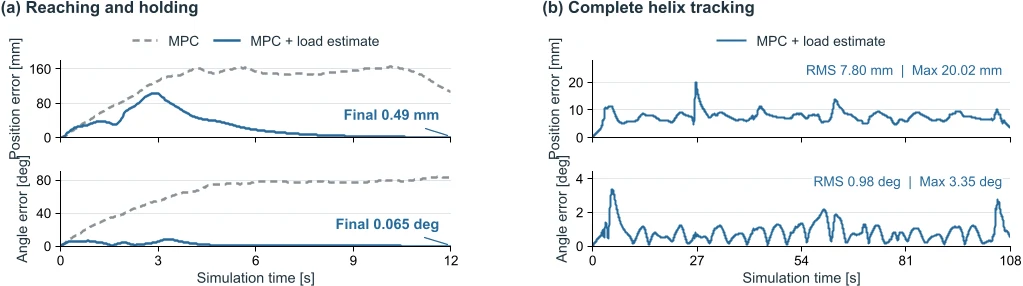 (a) Reaching and holding
MPC
MPC + load estimate
Position error [mm]
160
80
0
Final 0.49 mm
Angle error [deg]
80
40
0
Final 0.065 deg
0
3
6
9
12
Simulation time [s]
(b) Complete helix tracking
MPC + load estimate
Position error [mm]
20
10
0
RMS 7.80 mm | Max 20.02 mm
Angle error [deg]
4
2
0
RMS 0.98 deg | Max 3.35 deg
0
27
54
81
108
Simulation time [s]